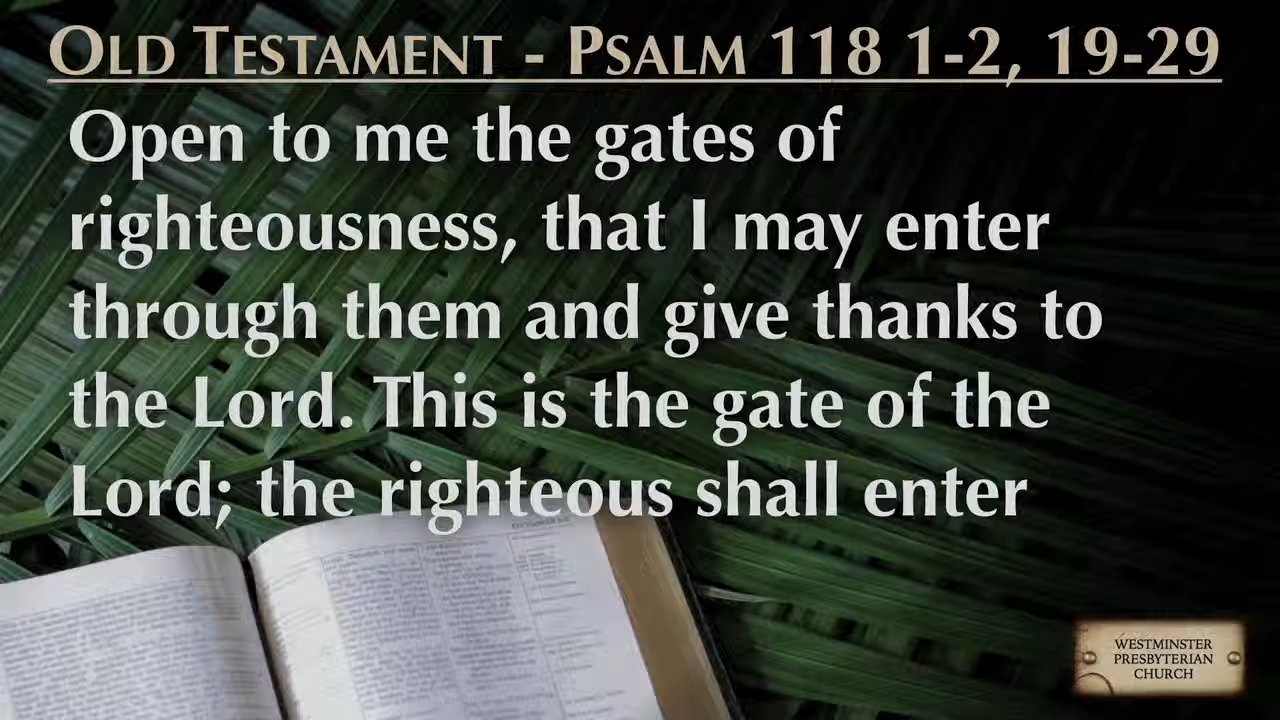 OLD TESTAMENT - PSALM 118 1-2, 19-29
Open to me the gates of
righteousness, that I may enter
through them and give thanks to
the Lord. This is the gate of the
Lord; the righteous shall enter
WESTMINSTER
PRESBYTERIAN
CHURCH